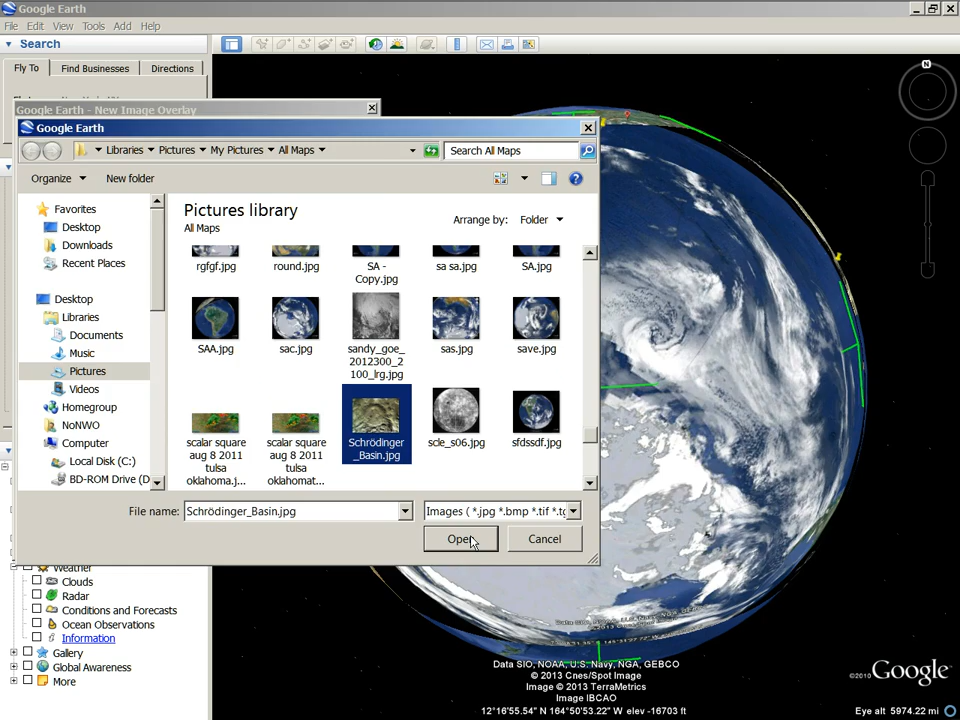 Google Earth
File Edit View Tools Add Help
Search
Fly To Find Businesses Directions
Google Earth - New Image Overlay
Google Earth
Libraries Pictures My Pictures All Maps Search All Maps
Organize New folder
Favorites
Desktop
Downloads
Recent Places
Desktop
Libraries
Documents
Music
Pictures
Videos
Homegroup
NoNWO
Computer
Local Disk (C:)
BD-ROM Drive (D
Pictures library
All Maps
Arrange by: Folder
rgfgf.jpg round.jpg SA - sa sa.jpg SA.jpg
Copy.jpg
SAA.jpg sac.jpg sandy_goe_ sas.jpg save.jpg
2012300_2
100_lrg.jpg
scalar square scalar square Schrödinger scle_s06.jpg sfdssdf.jpg
aug 8 2011 aug 8 2011 _Basin.jpg
tulsa tulsa
oklahoma.j... oklahomat...
File name: Schrödinger_Basin.jpg Images ( *.jpg *.bmp *.tif *.tg
Open Cancel
Weather
Clouds
Radar
Conditions and Forecasts
Ocean Observations
Information
Gallery
Global Awareness
More
N
Data SIO, NOAA, U.S. Navy, NGA, GEBCO
© 2013 Cnes/Spot Image
Image © 2013 TerraMetrics
Image IBCAO
12°16'55.54" N 164°50'53.22" W elev -16703 ft
©2010 Google
Eye alt 5974.22 mi